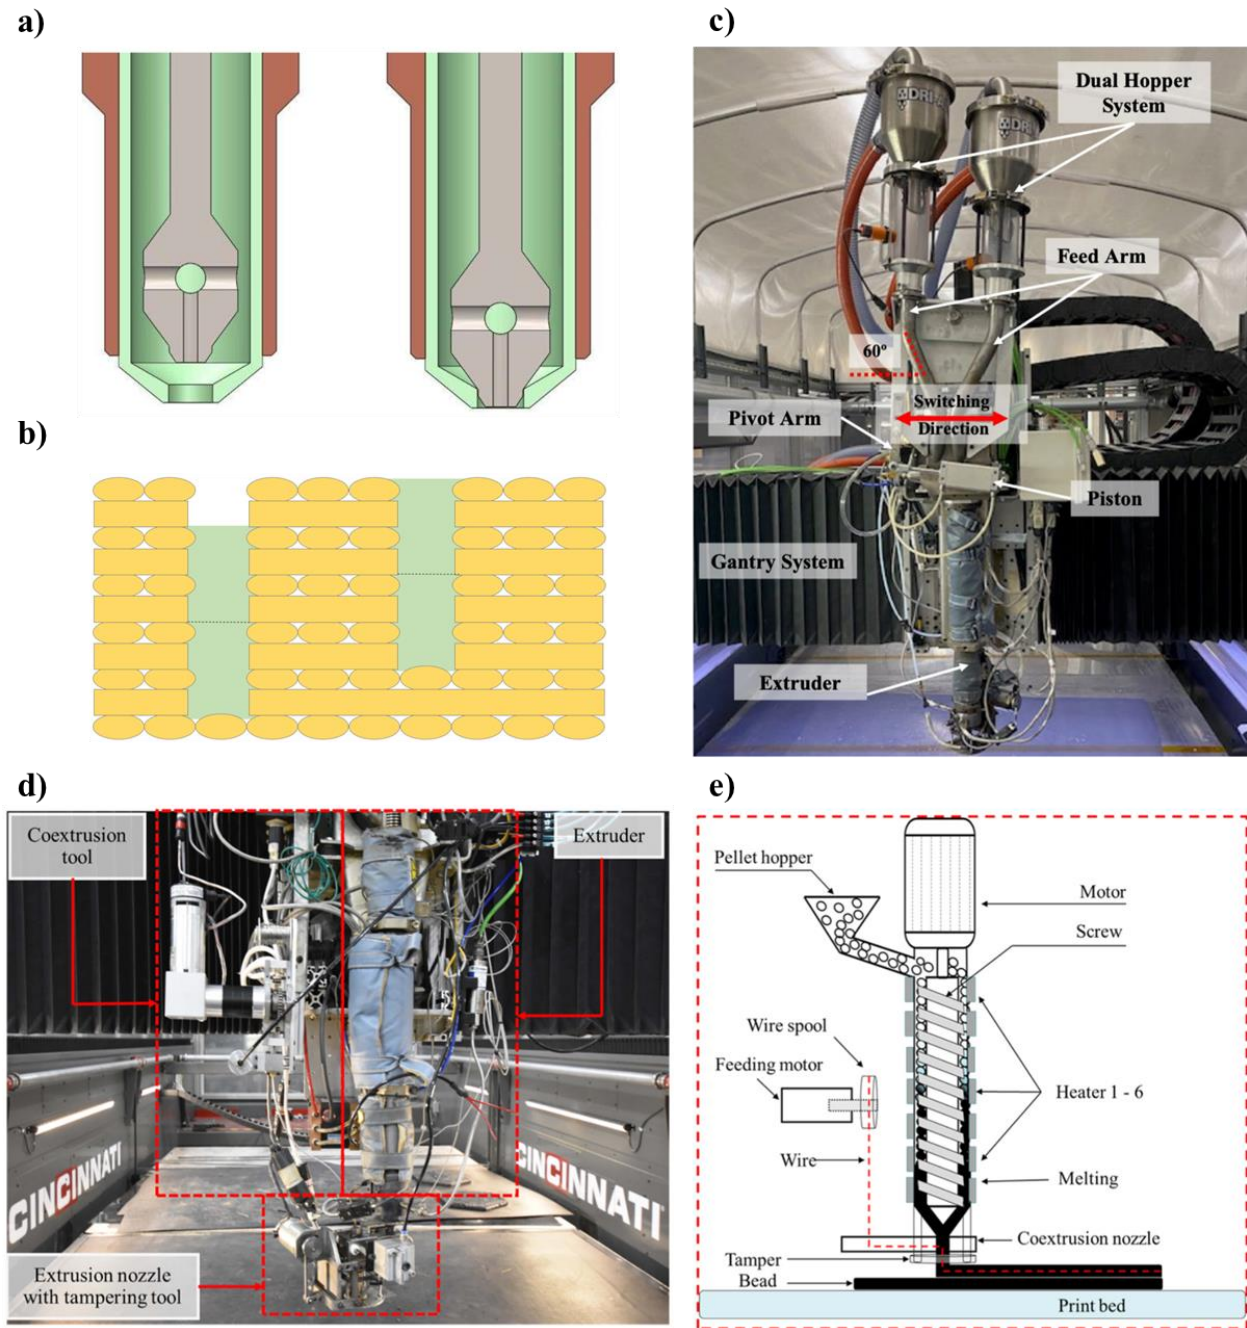 a)
c)
DRI-A
DRI
Dual Hopper
System
Feed Arm
60°
Switching
Direction
Pivot Arm
Piston
Gantry System
Extruder
b)
d)
Coextrusion
tool
Extruder
CINCINNATI
CINCINNATI
Extrusion nozzle
with tampering tool
e)
Pellet hopper
Motor
Screw
Wire spool
Feeding motor
Heater 1 - 6
Wire
Melting
Coextrusion nozzle
Tamper
Bead
Print bed